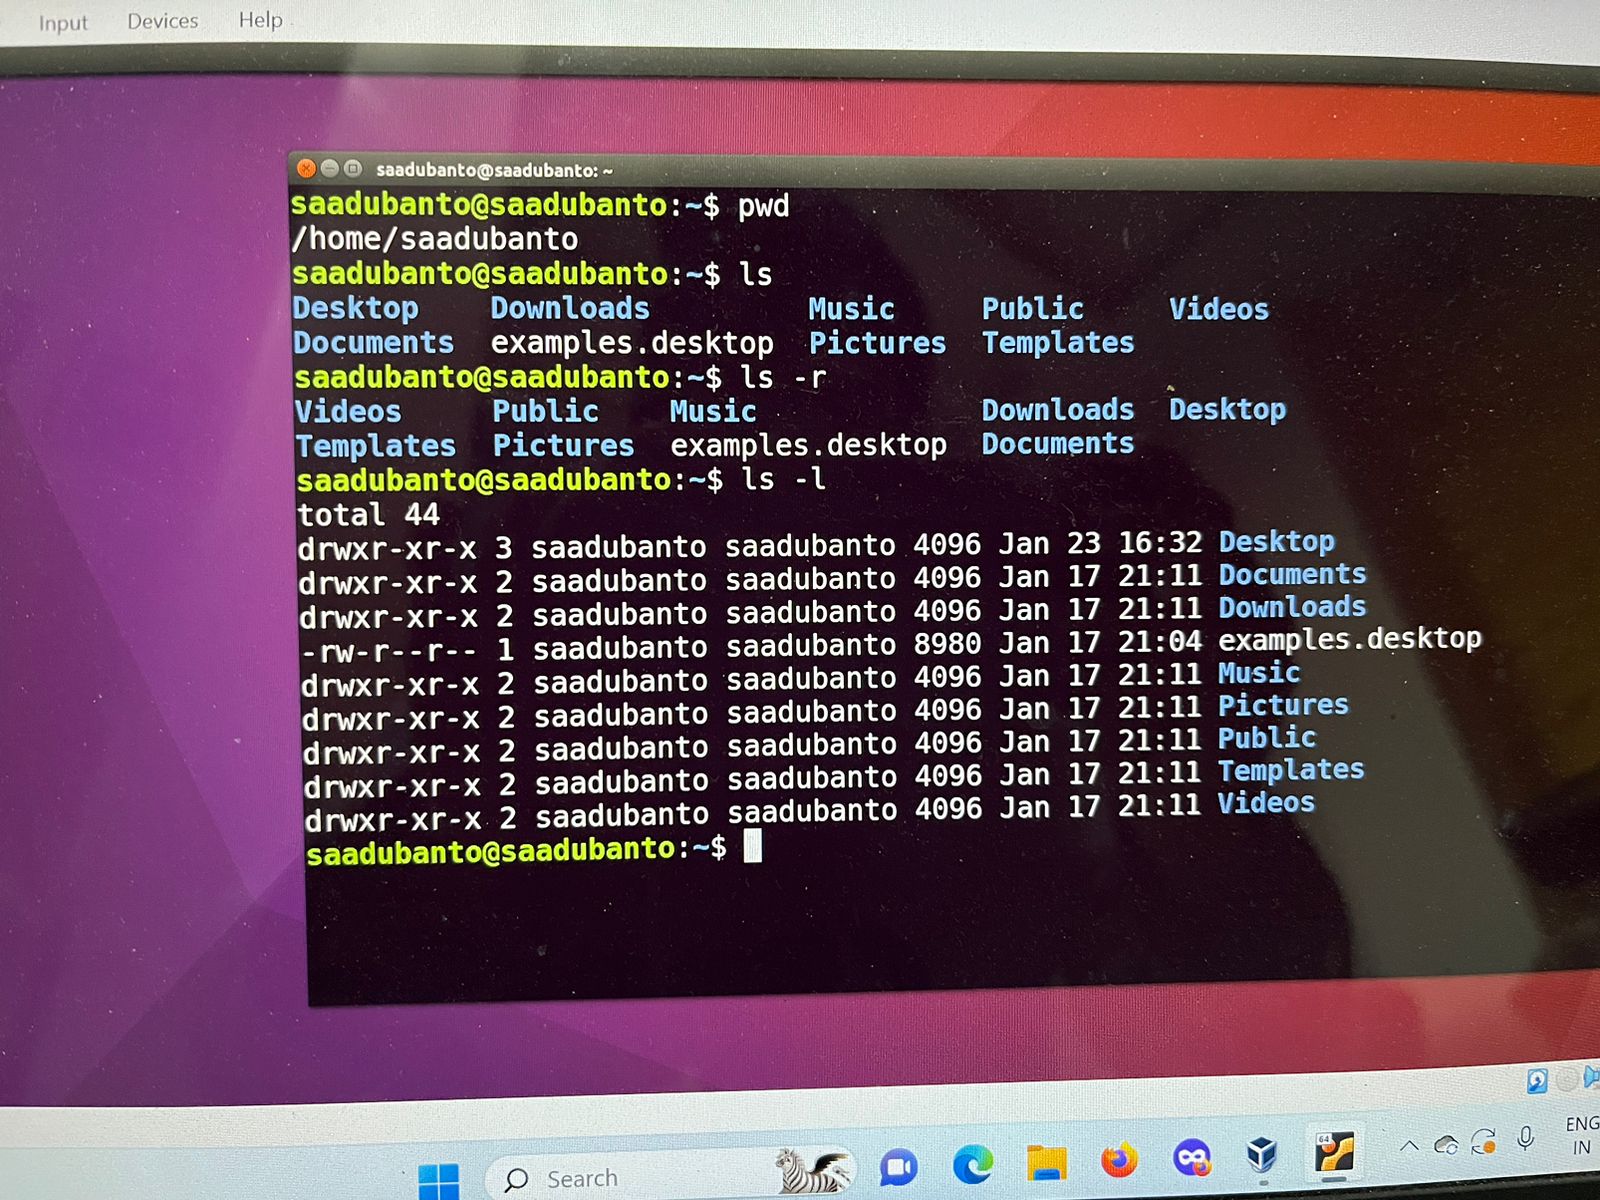 Input Devices Help
saadubanto@saadubanto: ~
saadubanto@saadubanto:~$ pwd
/home/saadubanto
saadubanto@saadubanto:~$ ls
Desktop Downloads Music Public Videos
Documents examples.desktop Pictures Templates
saadubanto@saadubanto:~$ ls -r
Videos Public Music Downloads Desktop
Templates Pictures examples.desktop Documents
saadubanto@saadubanto:~$ ls -l
total 44
drwxr-xr-x 3 saadubanto saadubanto 4096 Jan 23 16:32 Desktop
drwxr-xr-x 2 saadubanto saadubanto 4096 Jan 17 21:11 Documents
drwxr-xr-x 2 saadubanto saadubanto 4096 Jan 17 21:11 Downloads
-rw-r--r-- 1 saadubanto saadubanto 8980 Jan 17 21:04 examples.desktop
drwxr-xr-x 2 saadubanto saadubanto 4096 Jan 17 21:11 Music
drwxr-xr-x 2 saadubanto saadubanto 4096 Jan 17 21:11 Pictures
drwxr-xr-x 2 saadubanto saadubanto 4096 Jan 17 21:11 Public
drwxr-xr-x 2 saadubanto saadubanto 4096 Jan 17 21:11 Templates
drwxr-xr-x 2 saadubanto saadubanto 4096 Jan 17 21:11 Videos
saadubanto@saadubanto:~$
Search
64
ENG
IN